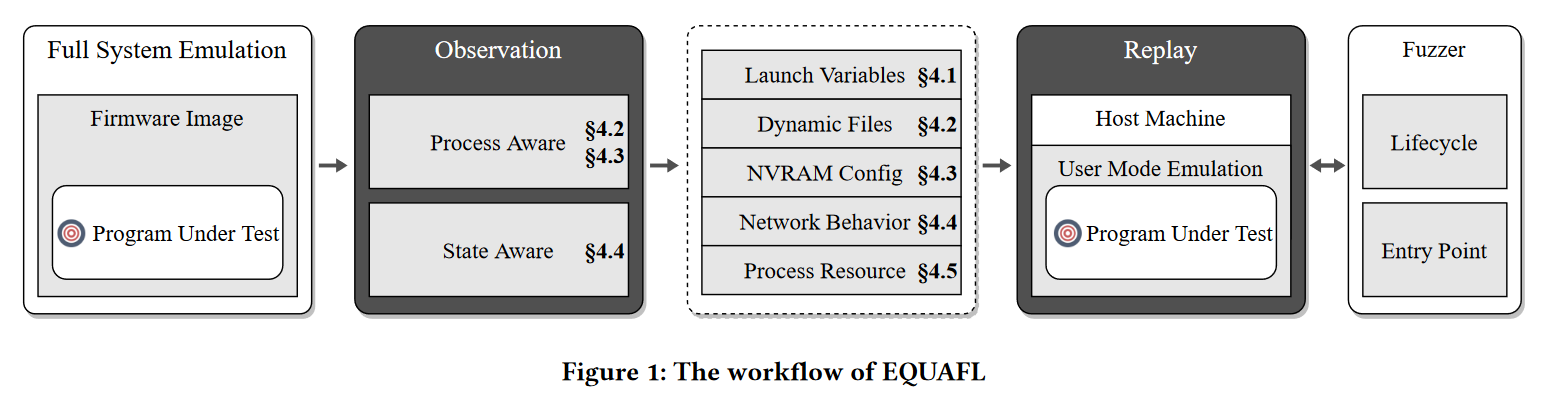 Full System Emulation
Firmware Image
Program Under Test
Observation
Process Aware §4.2
§4.3
State Aware §4.4
Launch Variables §4.1
Dynamic Files §4.2
NVRAM Config §4.3
Network Behavior §4.4
Process Resource §4.5
Replay
Host Machine
User Mode Emulation
Program Under Test
Fuzzer
Lifecycle
Entry Point
Figure 1: The workflow of EQUAFL